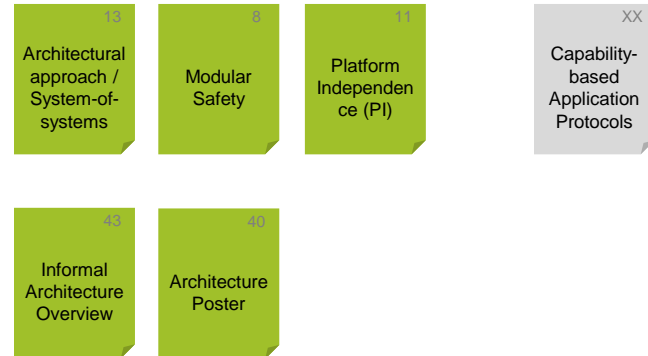 13
Architectural
approach /
System-of-
systems
8
Modular
Safety
11
Platform
Independen
ce (PI)
XX
Capability-
based
Application
Protocols
43
Informal
Architecture
Overview
40
Architecture
Poster